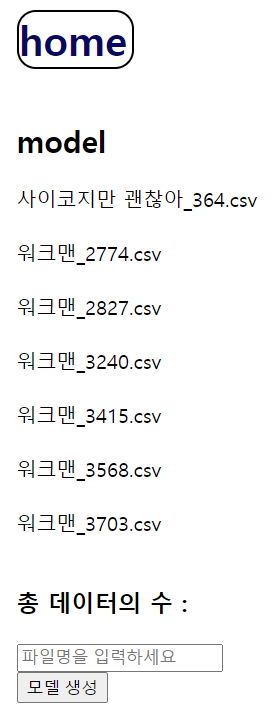 home
model
사이코지만 괜찮아_364.csv
워크맨_2774.csv
워크맨_2827.csv
워크맨_3240.csv
워크맨_3415.csv
워크맨_3568.csv
워크맨_3703.csv
총 데이터의 수 :
파일명을 입력하세요
모델 생성